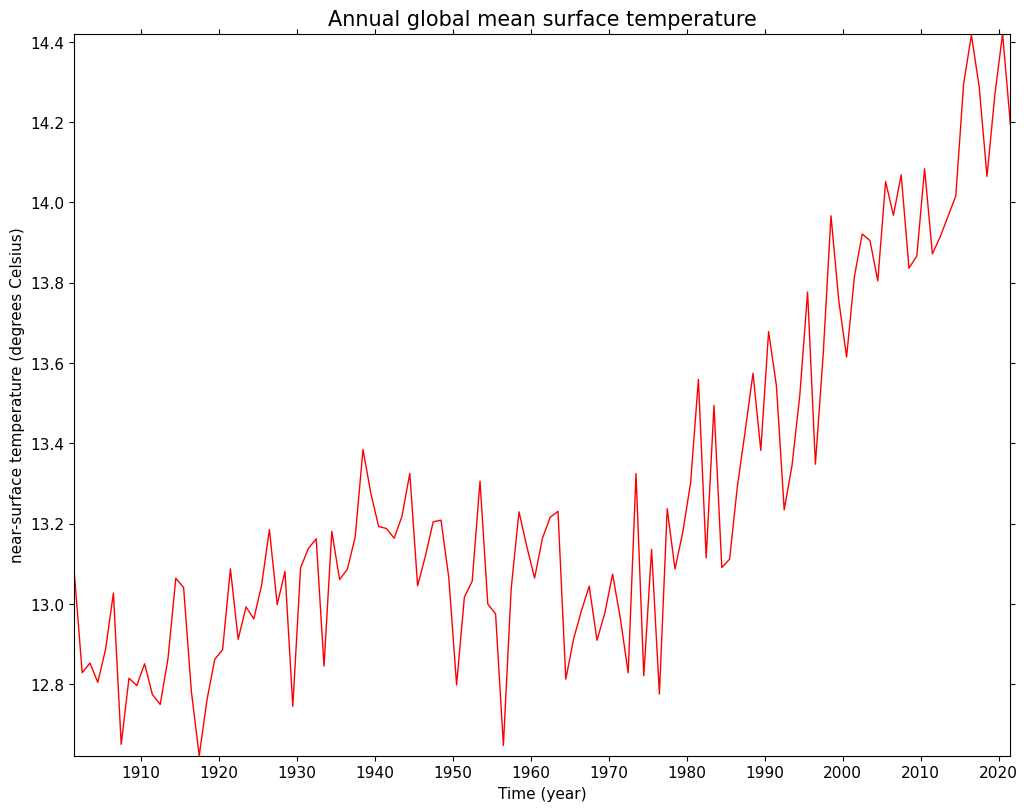 Annual global mean surface temperature
14.4
14.2
14.0
13.8
13.6
13.4
13.2
13.0
12.8
near-surface temperature (degrees Celsius)
1910 1920 1930 1940 1950 1960 1970 1980 1990 2000 2010 2020
Time (year)